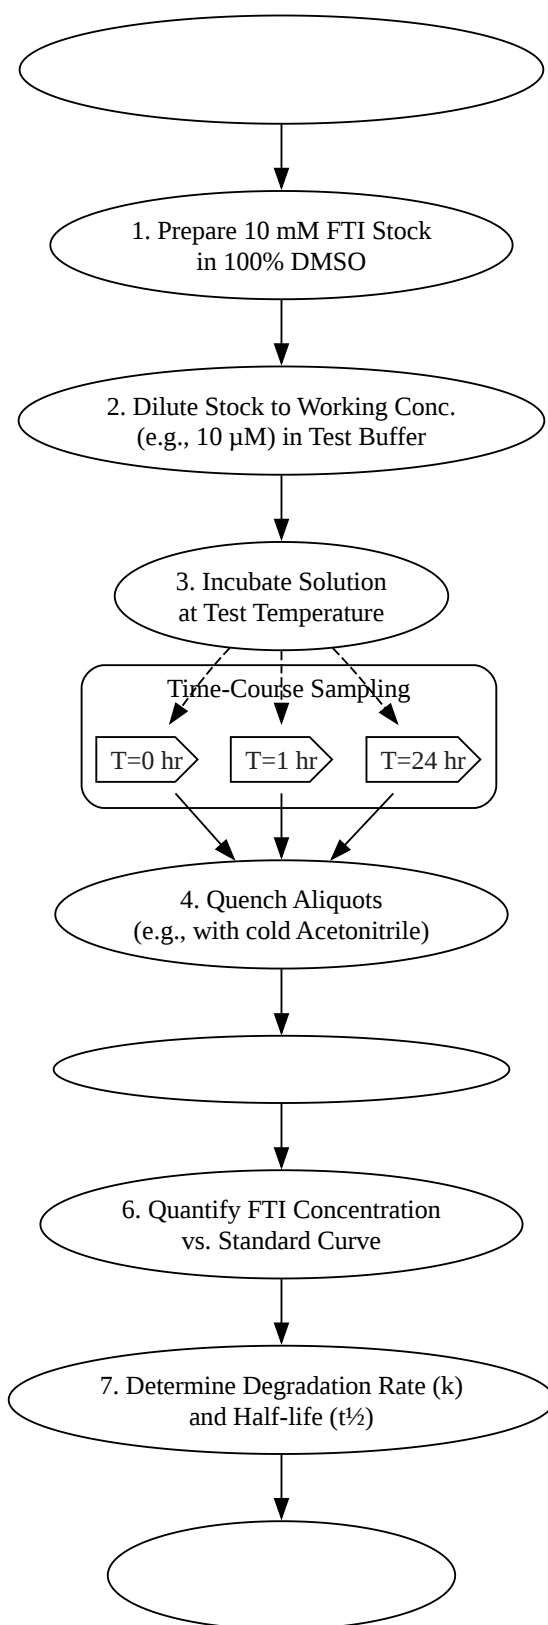 1. Prepare 10 mM FTI Stock
in 100% DMSO
2. Dilute Stock to Working Conc.
(e.g., 10 µM) in Test Buffer
3. Incubate Solution
at Test Temperature
Time-Course Sampling
T=0 hr
T=1 hr
T=24 hr
4. Quench Aliquots
(e.g., with cold Acetonitrile)
6. Quantify FTI Concentration
vs. Standard Curve
7. Determine Degradation Rate (k)
and Half-life (t½)